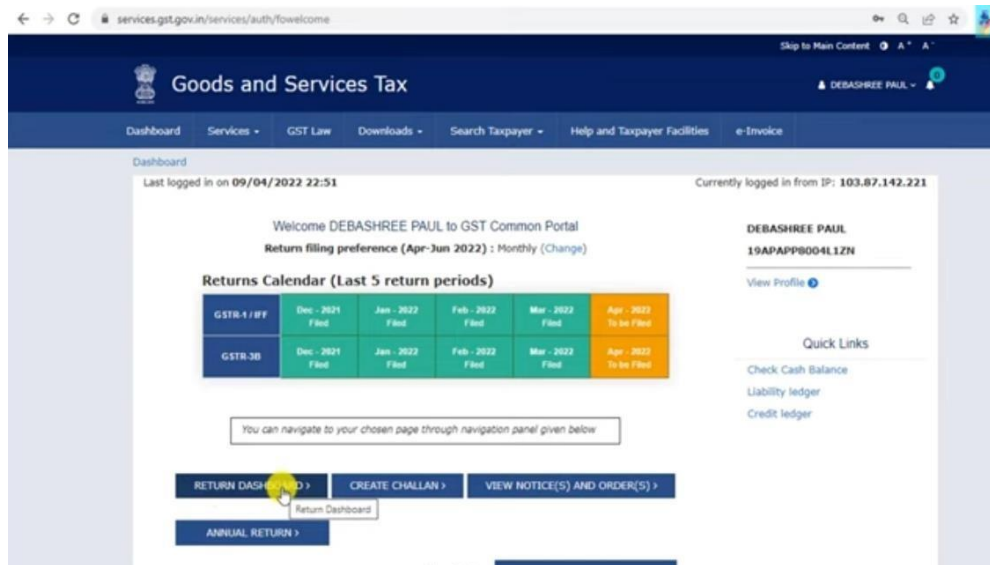 services.gst.gov.in/services/auth/fowelcome
Skip to Main Content A+ A-
Goods and Services Tax
DEBASHREE PAUL
0
Dashboard Services GST Law Downloads Search Taxpayer Help and Taxpayer Facilities e-Invoice
Dashboard
Last logged in on 09/04/2022 22:51
Currently logged in from IP: 103.87.142.221
Welcome DEBASHREE PAUL to GST Common Portal
Return filing preference (Apr-Jun 2022) : Monthly (Change)
Returns Calendar (Last 5 return periods)
GSTR-1 / IFF Dec - 2021 Filed Jan - 2022 Filed Feb - 2022 Filed Mar - 2022 Filed Apr - 2022 To be Filed
GSTR-3B Dec - 2021 Filed Jan - 2022 Filed Feb - 2022 Filed Mar - 2022 Filed Apr - 2022 To be Filed
DEBASHREE PAUL
19APAPP8004L1ZN
View Profile
Quick Links
Check Cash Balance
Liability ledger
Credit ledger
You can navigate to your chosen page through navigation panel given below
RETURN DASHBOARD > CREATE CHALLAN > VIEW NOTICE(S) AND ORDER(S) >
Return Dashboard
ANNUAL RETURN >